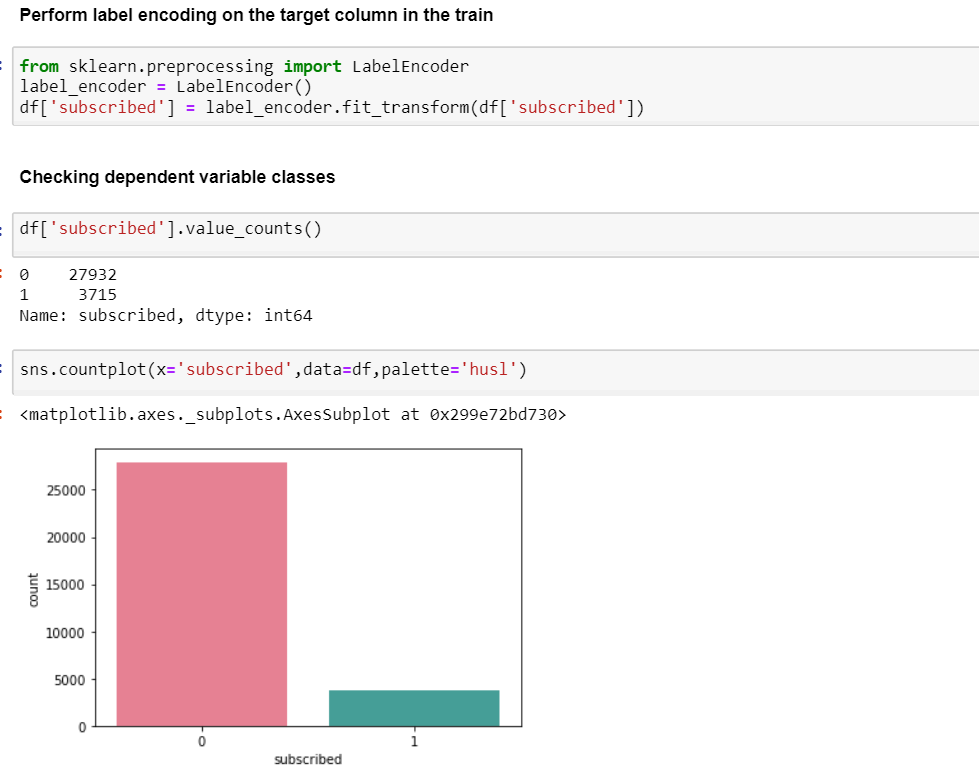 Perform label encoding on the target column in the train
from sklearn.preprocessing import LabelEncoder
label_encoder = LabelEncoder()
df['subscribed'] = label_encoder.fit_transform(df['subscribed'])
Checking dependent variable classes
df['subscribed'].value_counts()
0    27932
1     3715
Name: subscribed, dtype: int64
sns.countplot(x='subscribed',data=df,palette='husl')
<matplotlib.axes._subplots.AxesSubplot at 0x299e72bd730>
25000
20000
15000
10000
5000
0
count
0 1
subscribed